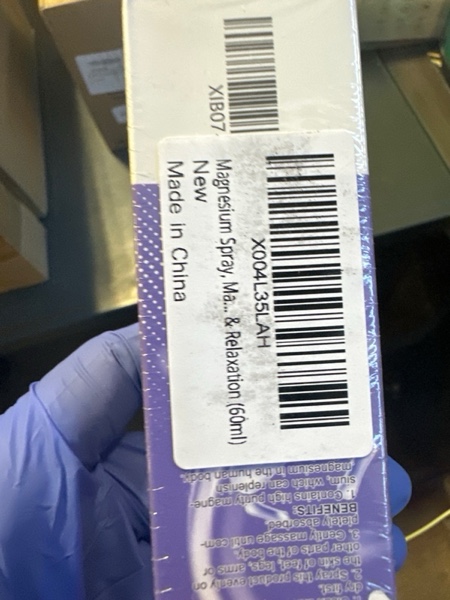 XIB07
X004L35LAH
Magnesium Spray, Ma... & Relaxation (60ml)
New
Made in China
dry first.
2. Spray this product evenly on
the skin of feet, legs, arms or
other parts of the body.
3. Gently massage until com-
pletely absorbed
BENEFITS:
1. contains high purity magne-
sium, which can replenish
magnesium in the human body.